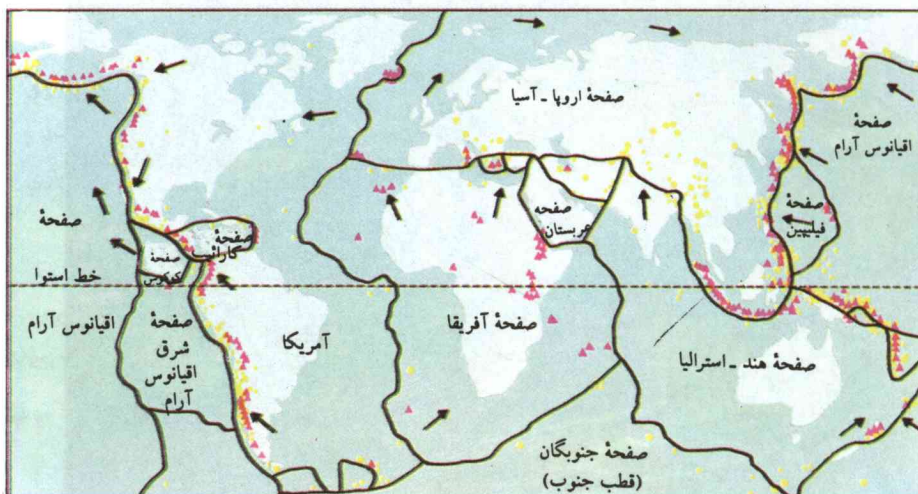 صفحهٔ اروپا - آسیا
صفحهٔ
اقیانوس آرام
صفحهٔ
فیلیپین
صفحه
عربستان
صفحهٔ
کارائیب
صفحهٔ
کوکوس
صفحهٔ
خط استوا
اقیانوس آرام
صفحهٔ
شرق
اقیانوس
آرام
آمریکا
صفحهٔ آفریقا
صفحهٔ هند - استرالیا
صفحهٔ جنوبگان
(قطب جنوب)